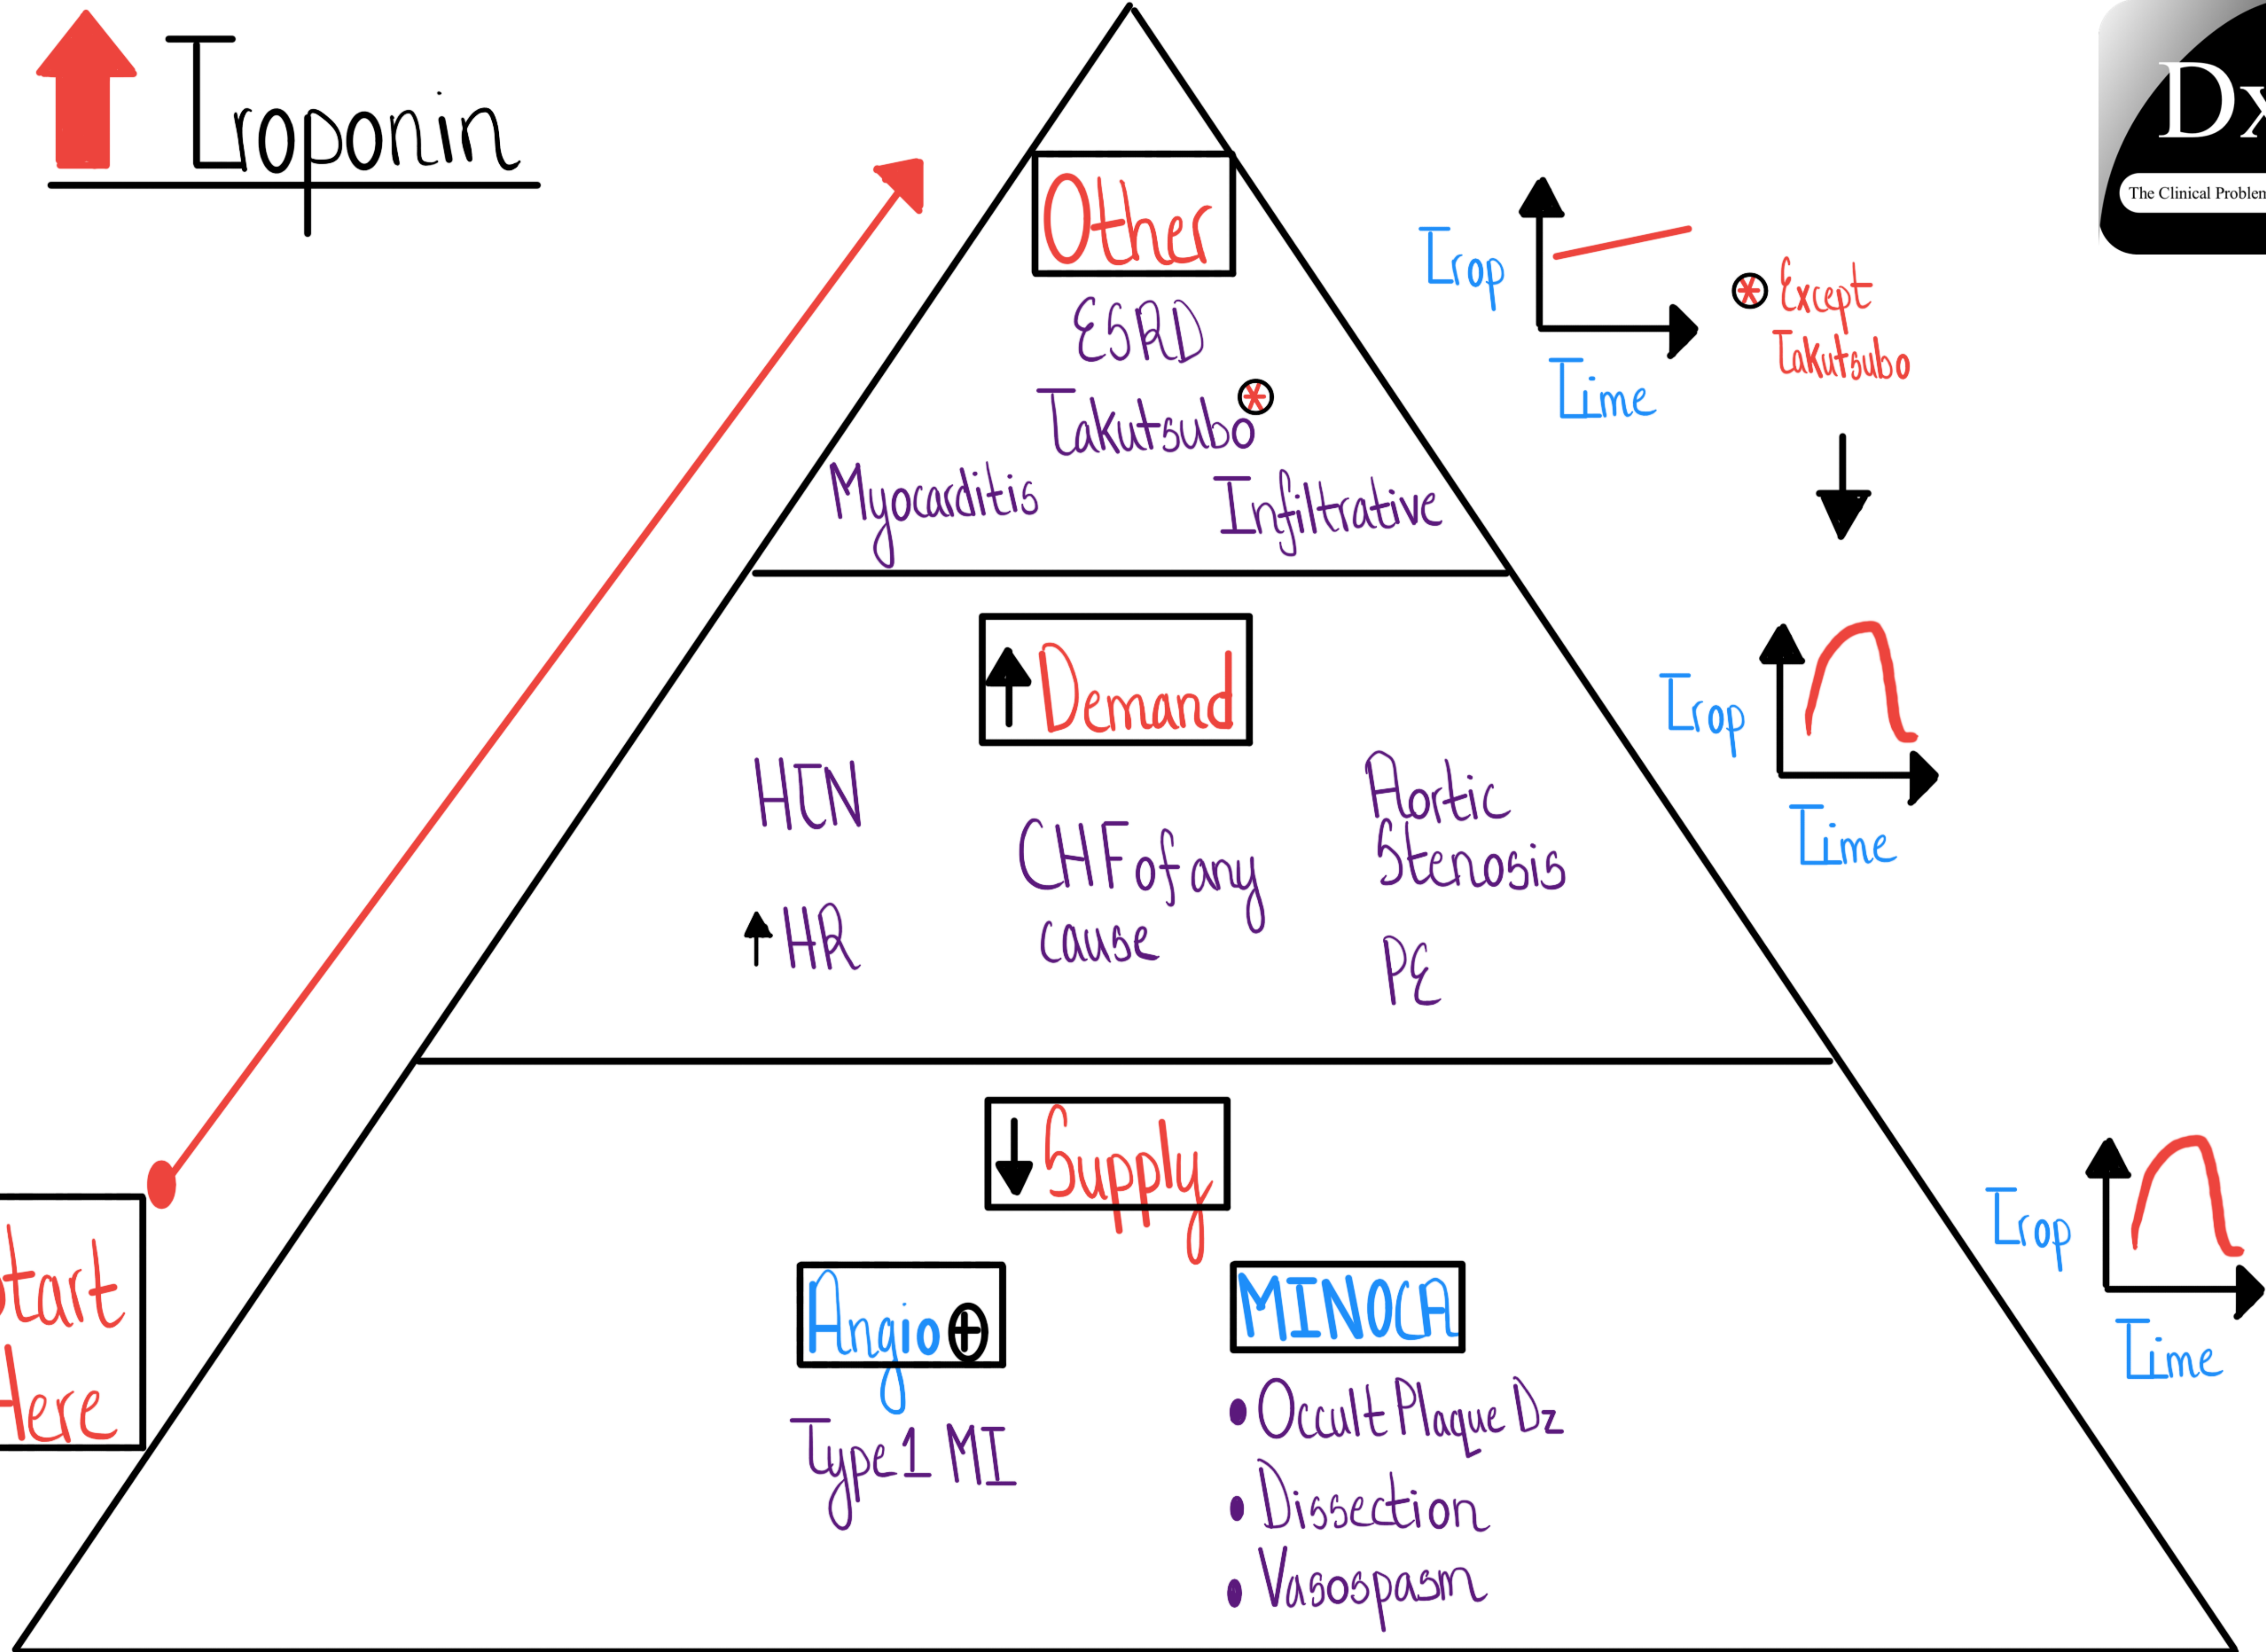 Troponin
Dx
The Clinical Problem
Other
ESRD
Takutsubo*
Myocarditis
Infiltrative
Trop
Time
* Except
Takutsubo
↑ Demand
HTN
↑ HR
CHF of any
cause
Aortic
Stenosis
PE
Trop
Time
↓ Supply
Angio +
Type 1 MI
MINOCA
• Occult Plaque Dz
• Dissection
• Vasospasm
Trop
Time
Start
Here